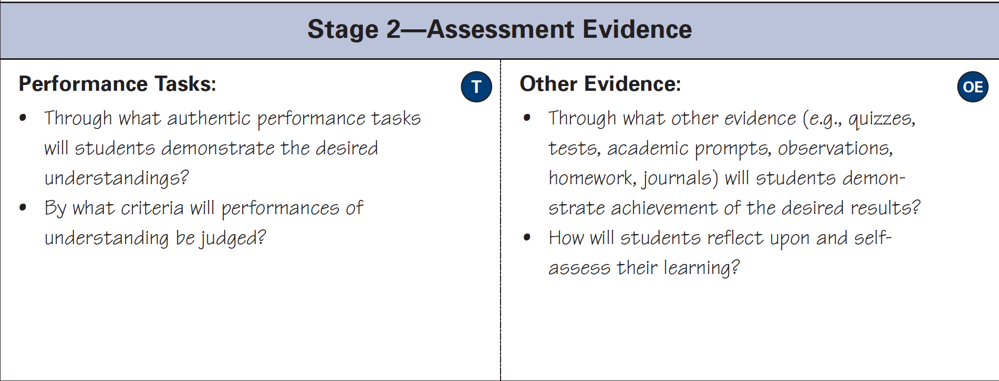 Stage 2—Assessment Evidence
Performance Tasks:
T
• Through what authentic performance tasks
will students demonstrate the desired
understandings?
• By what criteria will performances of
understanding be judged?
Other Evidence:
OE
• Through what other evidence (e.g., quizzes,
tests, academic prompts, observations,
homework, journals) will students demon-
strate achievement of the desired results?
• How will students reflect upon and self-
assess their learning?